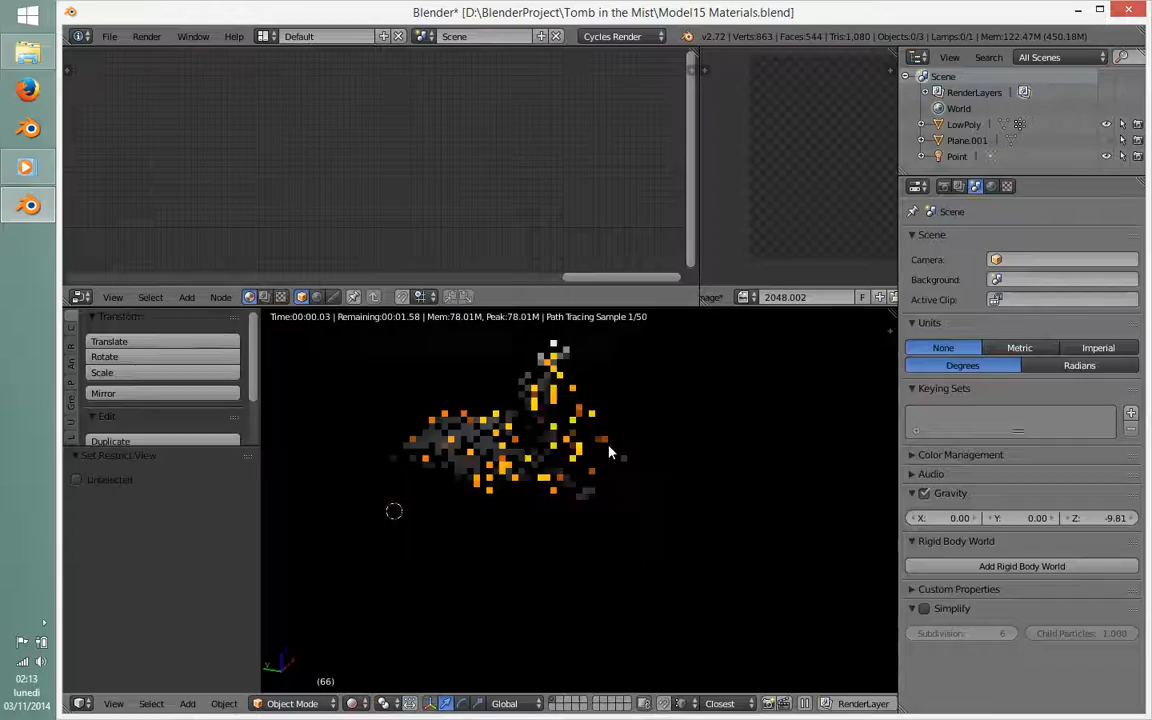 Blender* [D:\BlenderProject\Tomb in the Mist\Model15 Materials.blend]
File Render Window Help Default Scene Cycles Render v2.72 | Verts:863 | Faces:544 | Tris:1,080 | Objects:0/3 | Lamps:0/1 | Mem:122.47M (450.18M)
View Search All Scenes
Scene
RenderLayers
World
LowPoly
Plane.001
Point
Scene
Scene
Camera:
Background:
Active Clip:
Units
None Metric Imperial
Degrees Radians
Keying Sets
Color Management
Audio
Gravity
X: 0.00 Y: 0.00 Z: -9.81
Rigid Body World
Add Rigid Body World
Custom Properties
Simplify
Subdivision: 6 Child Particles: 1.000
View Select Add Node
mage* 2048.002 F
Transform
Translate
Rotate
Scale
Mirror
Edit
Duplicate
Set Restrict View
Unselected
Time:00:00.03 | Remaining:00:01.58 | Mem:78.01M, Peak:78.01M | Path Tracing Sample 1/50
(66)
View Select Add Object Object Mode Global Closest RenderLayer
02:13
lunedì
03/11/2014